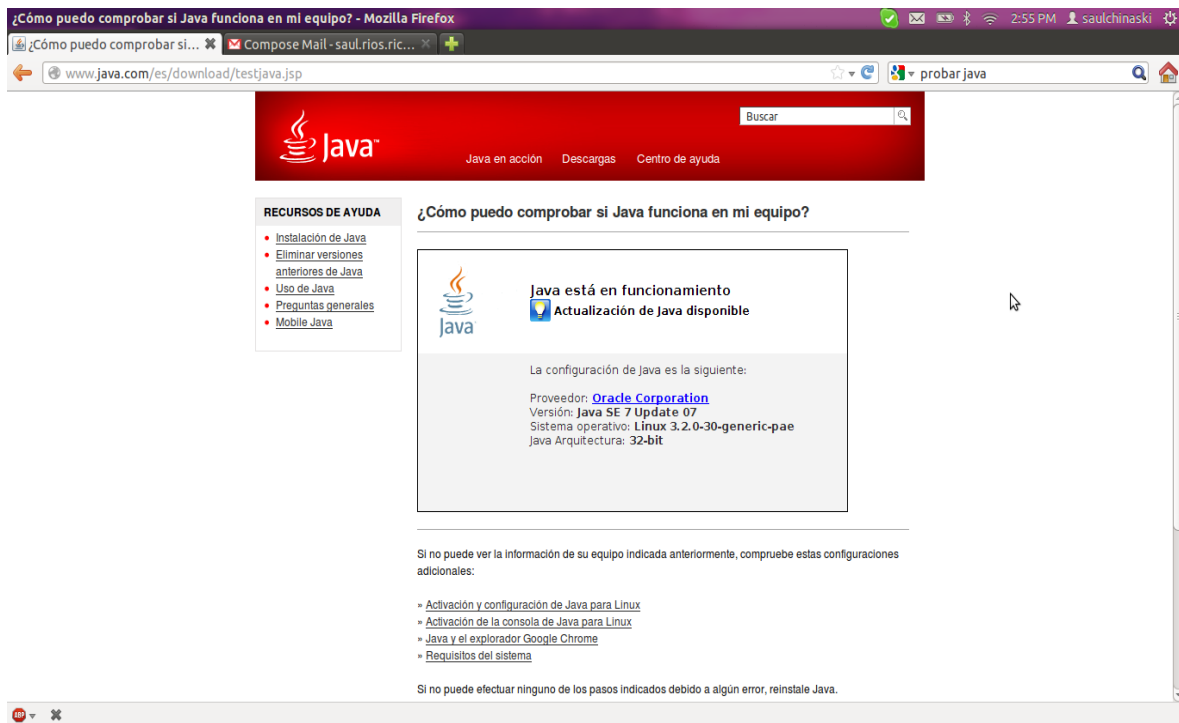 ¿Cómo puedo comprobar si Java funciona en mi equipo? - Mozilla Firefox
2:55 PM saulchinaski
¿Cómo puedo comprobar si...
Compose Mail - saul.rios.ric...
www.java.com/es/download/testjava.jsp
probar java
Java™
Buscar
Java en acción Descargas Centro de ayuda
RECURSOS DE AYUDA
Instalación de Java
Eliminar versiones
anteriores de Java
Uso de Java
Preguntas generales
Mobile Java
¿Cómo puedo comprobar si Java funciona en mi equipo?
Java
Java está en funcionamiento
Actualización de Java disponible
La configuración de Java es la siguiente:
Proveedor: Oracle Corporation
Versión: Java SE 7 Update 07
Sistema operativo: Linux 3.2.0-30-generic-pae
Java Arquitectura: 32-bit
Si no puede ver la información de su equipo indicada anteriormente, compruebe estas configuraciones
adicionales:
» Activación y configuración de Java para Linux
» Activación de la consola de Java para Linux
» Java y el explorador Google Chrome
» Requisitos del sistema
Si no puede efectuar ninguno de los pasos indicados debido a algún error, reinstale Java.
ABP